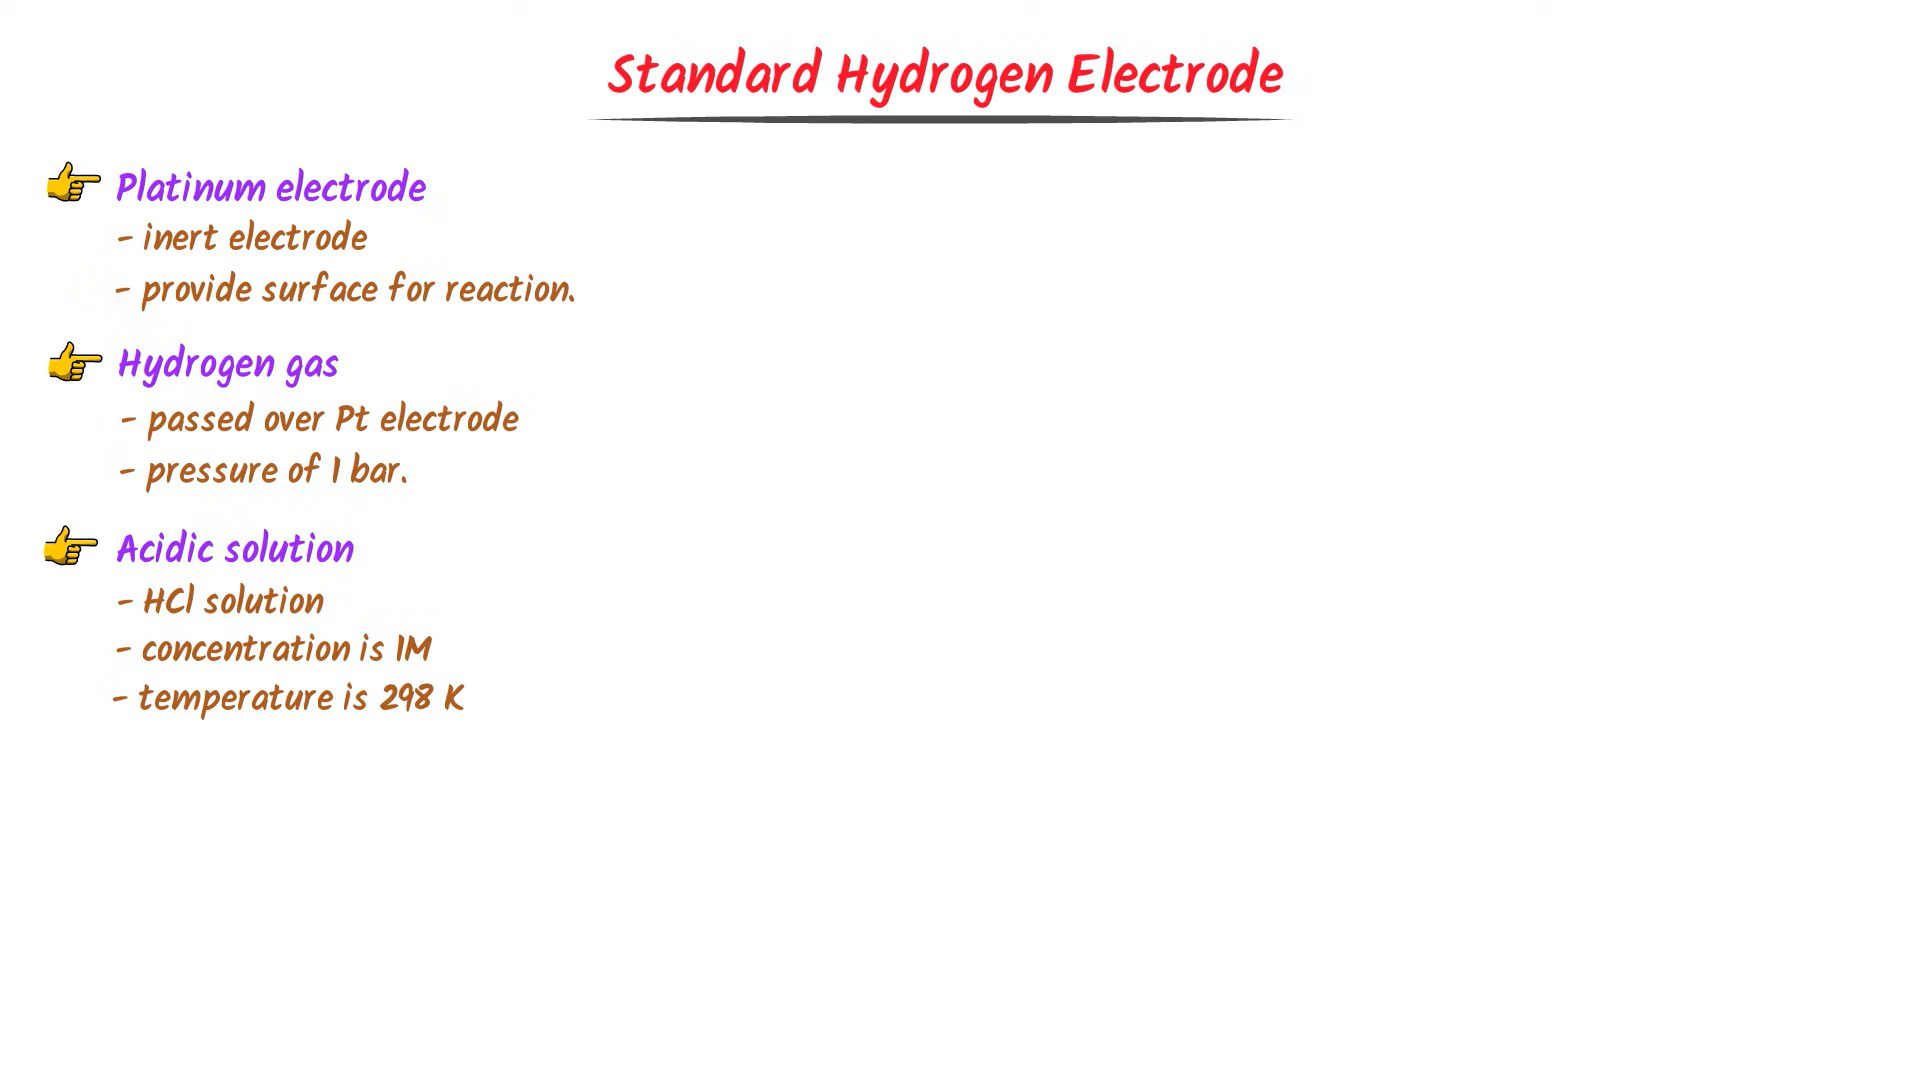 Standard Hydrogen Electrode
Platinum electrode
- inert electrode
- provide surface for reaction.
Hydrogen gas
- passed over Pt electrode
- pressure of 1 bar.
Acidic solution
- HCl solution
- concentration is 1M
- temperature is 298 K